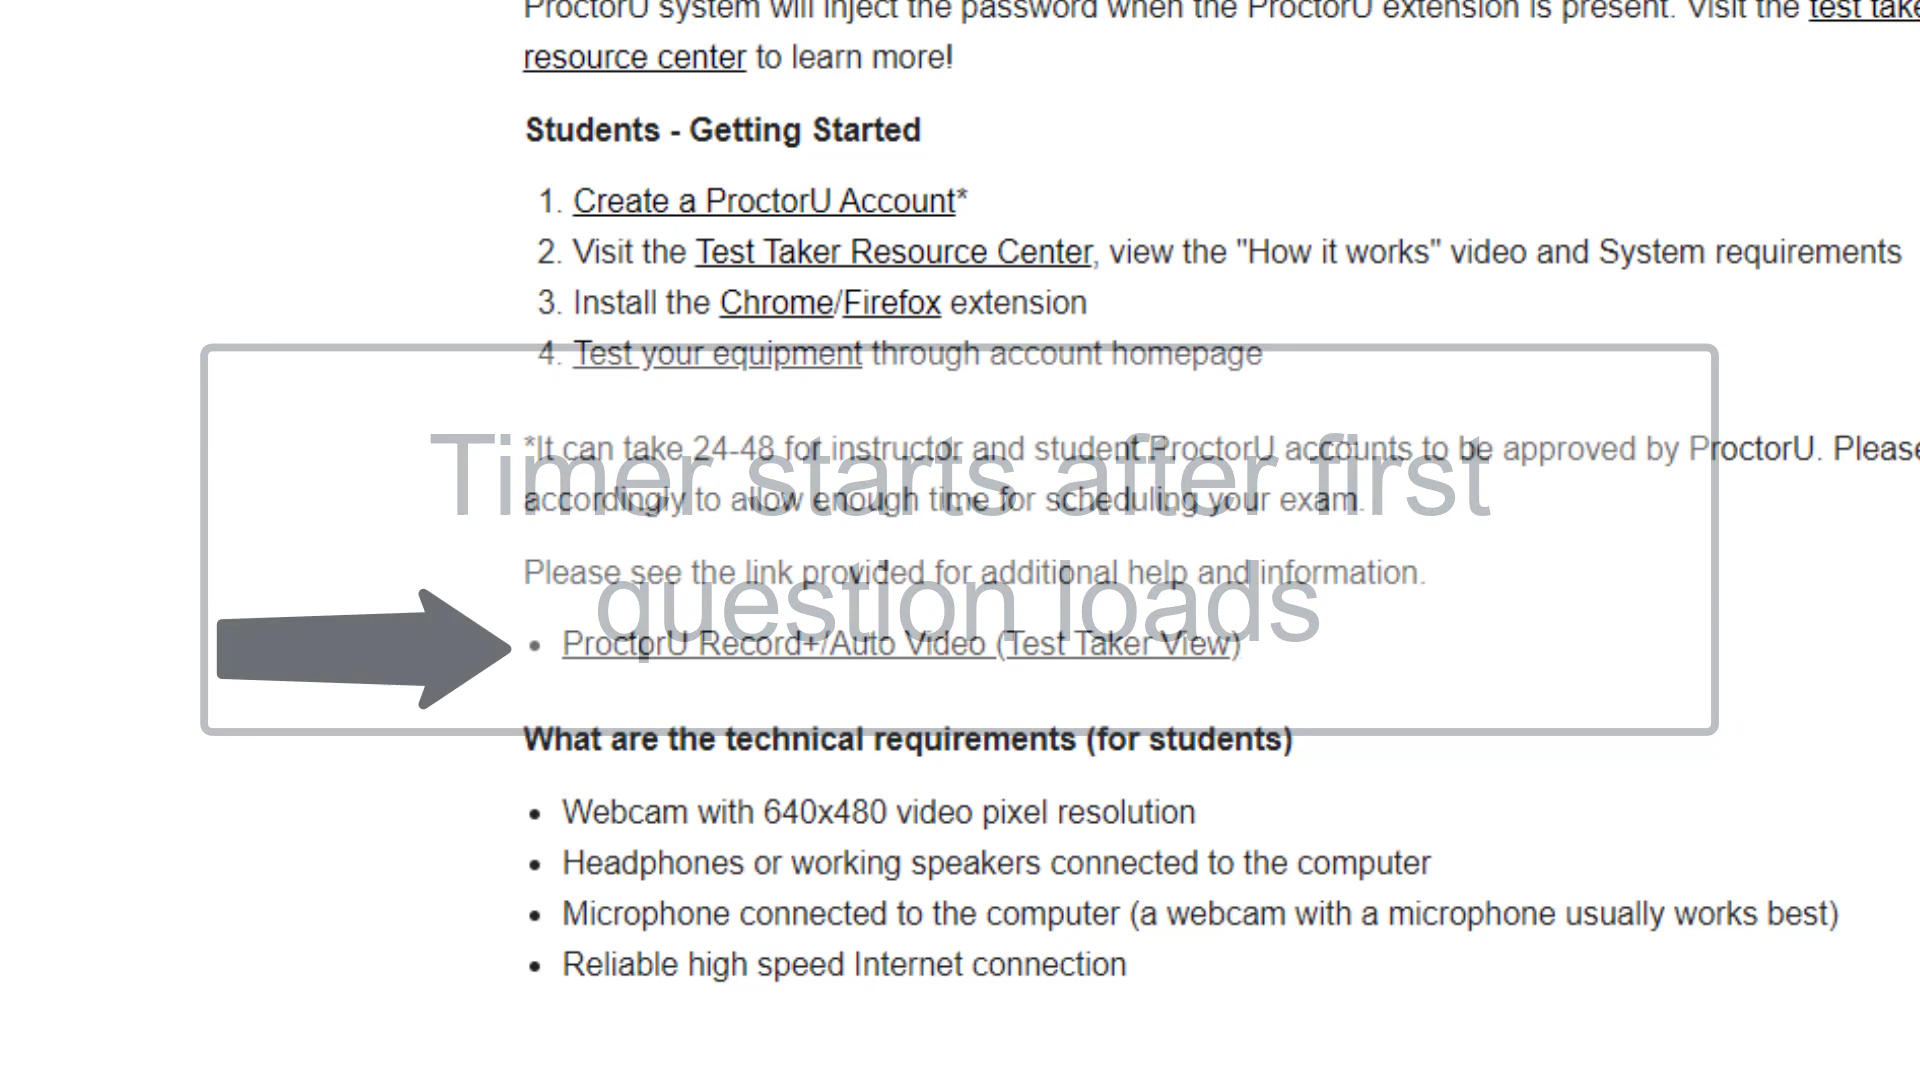 ProctorU system will inject the password when the ProctorU extension is present. Visit the test take
resource center to learn more!
Students - Getting Started
1. Create a ProctorU Account*
2. Visit the Test Taker Resource Center, view the "How it works" video and System requirements
3. Install the Chrome/Firefox extension
4. Test your equipment through account homepage
*It can take 24-48 for instructor and student ProctorU accounts to be approved by ProctorU. Please
accordingly to allow enough time for scheduling your exam.
Timer starts after first
question loads
Please see the link provided for additional help and information.
• ProctorU Record+/Auto Video (Test Taker View)
What are the technical requirements (for students)
• Webcam with 640x480 video pixel resolution
• Headphones or working speakers connected to the computer
• Microphone connected to the computer (a webcam with a microphone usually works best)
• Reliable high speed Internet connection